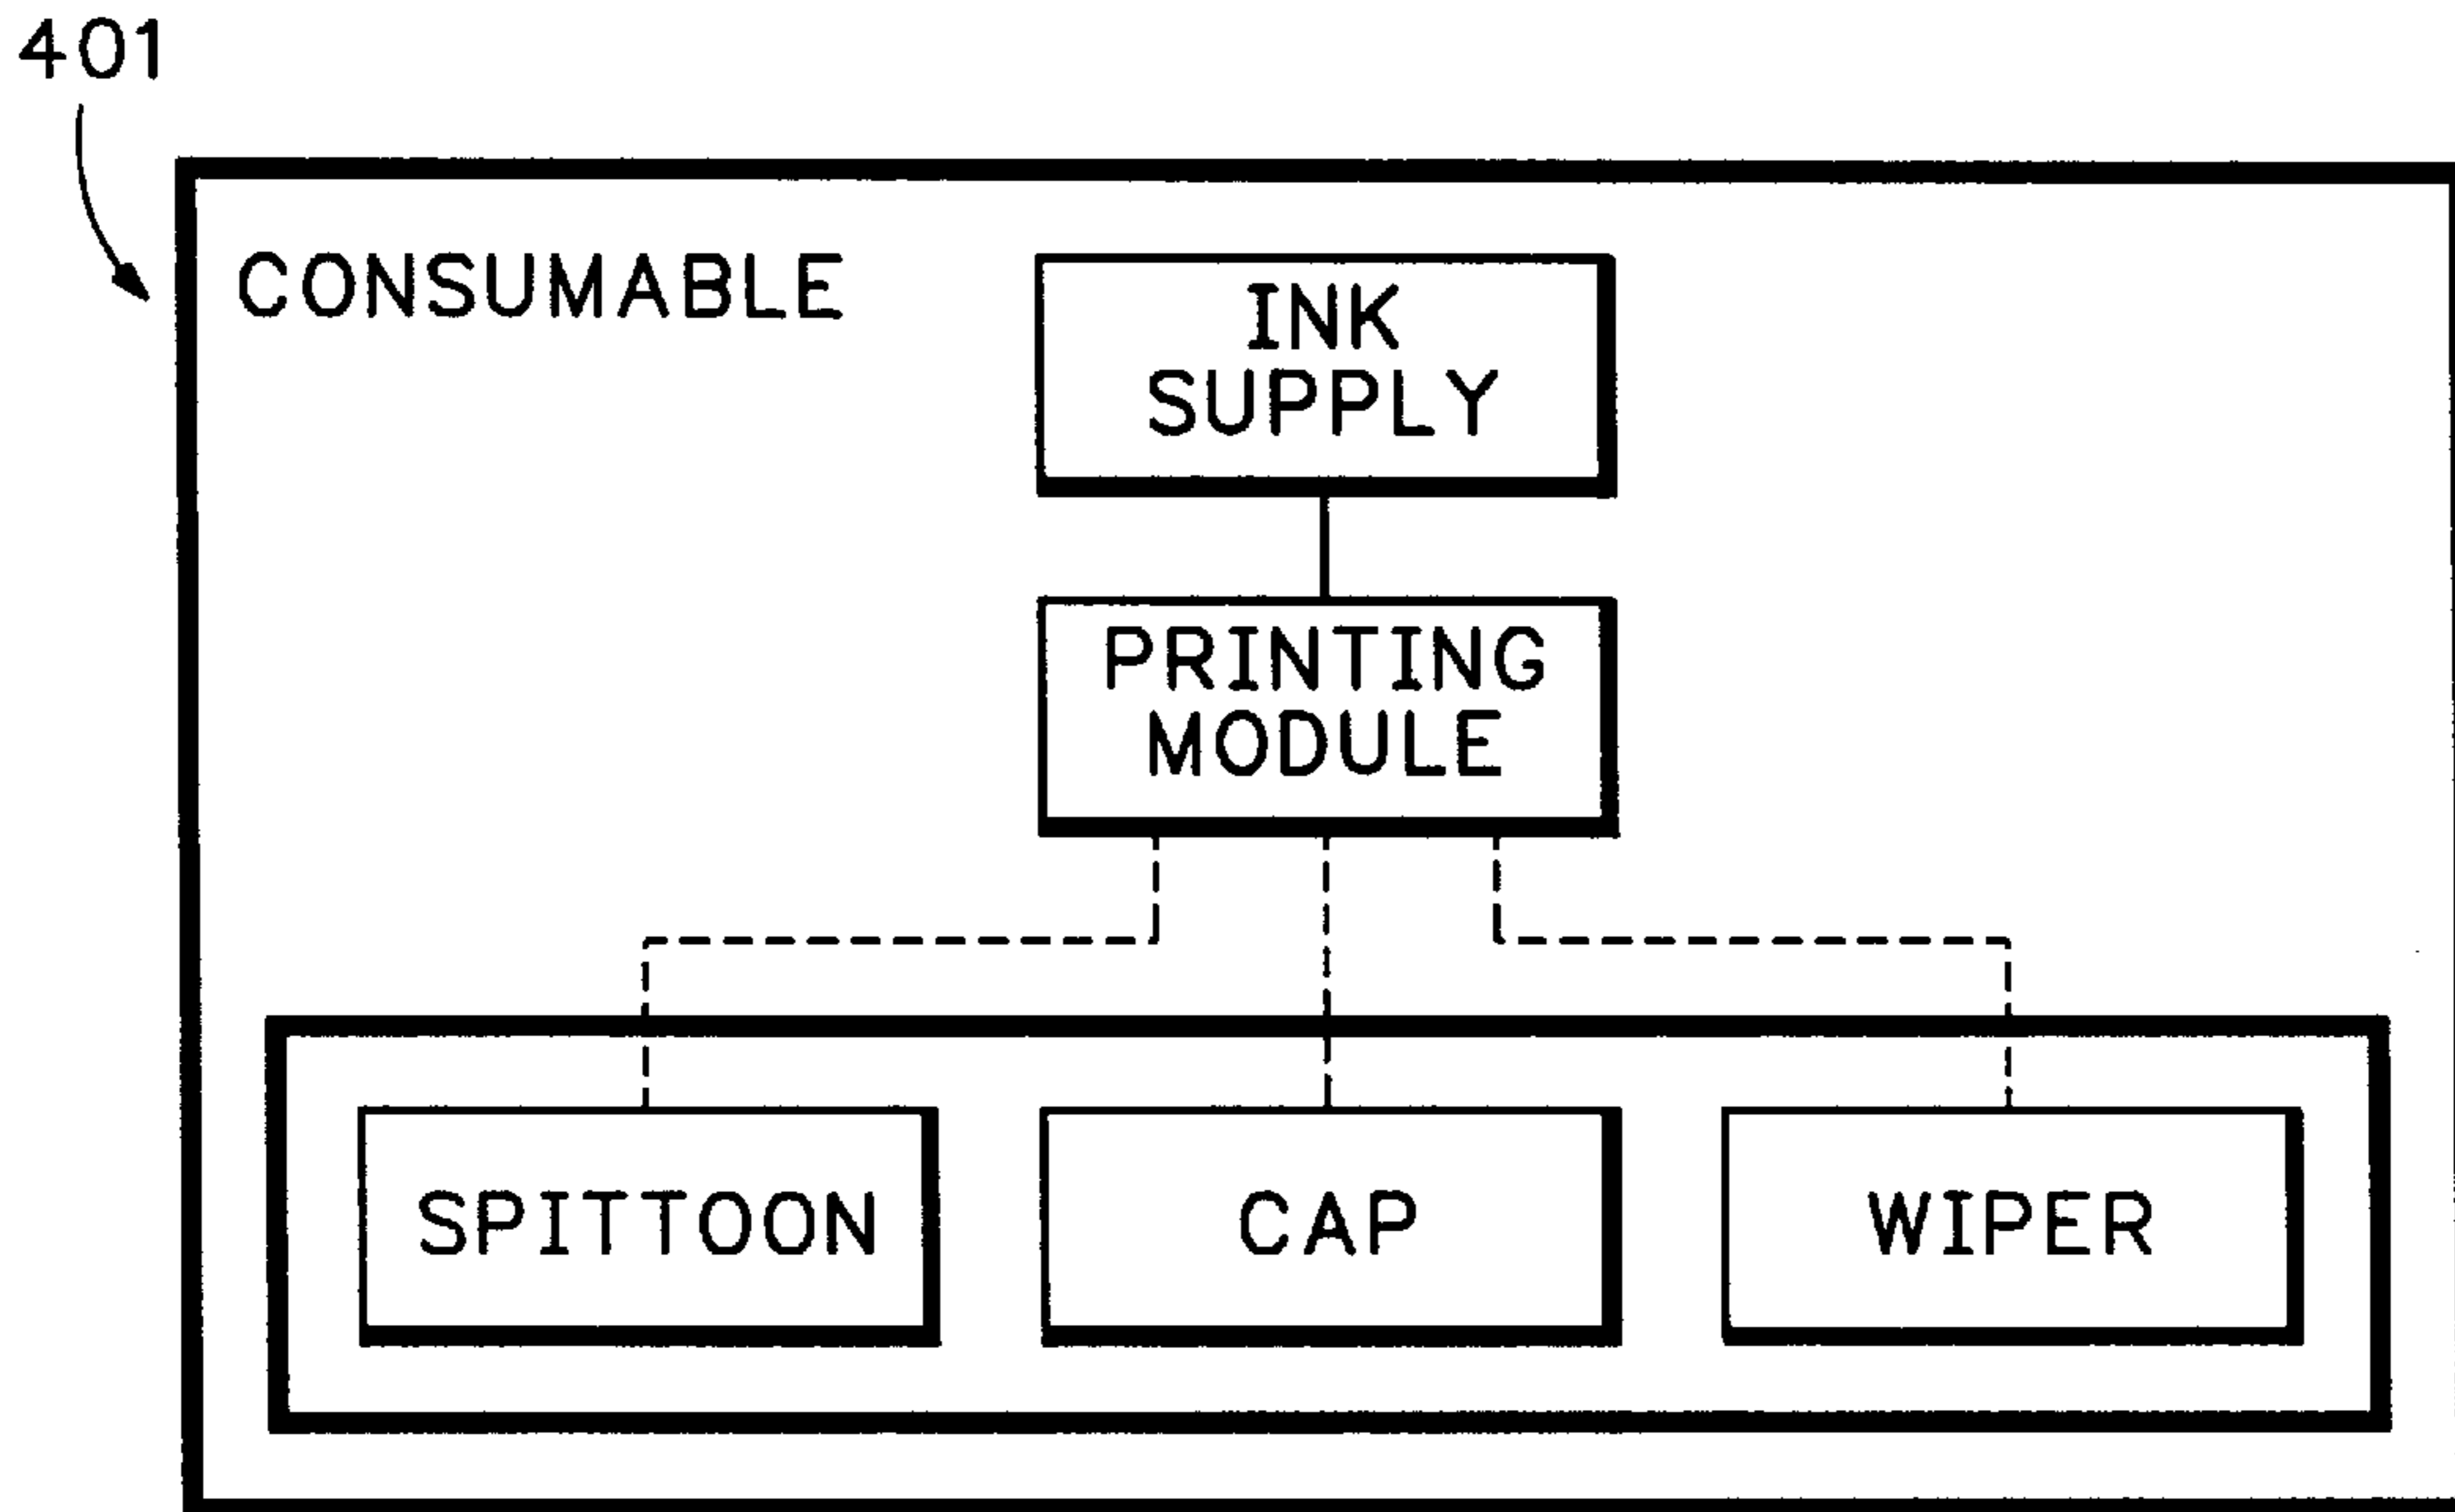 401
CONSUMABLE
INK
SUPPLY
PRINTING
MODULE
SPITTOON
CAP
WIPER